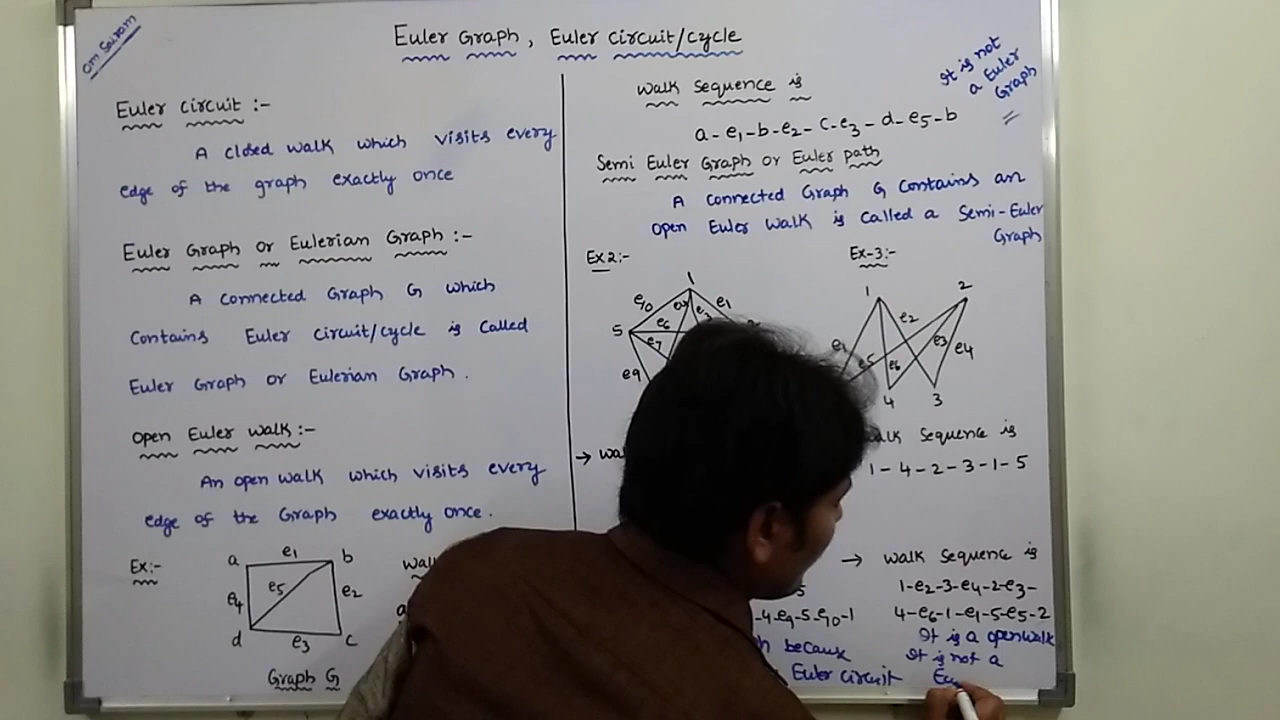 Om Sairam
Euler Graph, Euler circuit/cycle
Euler circuit :-
A closed walk which visits every
edge of the graph exactly once
Euler Graph or Eulerian Graph :-
A connected Graph G which
Contains Euler circuit/cycle is called
Euler Graph or Eulerian Graph.
Open Euler walk :-
An open walk which visits every
edge of the Graph exactly once.
Ex:-
a e1 b
e4 e5 e2
d e3 c
Graph G
walk sequence is
a-e1-b-e2-c-e3-d-e5-b
It is not
a Euler
Graph
Semi Euler Graph or Euler path
A connected Graph G contains an
open Euler walk is called a Semi-Euler
Graph
Ex2:-
1
e10 e1
5 e6
e7
e9
Ex-3:-
1 2
e1 e2 e3 e4
e5 e6
4 3
walk sequence is
1-4-2-3-1-5
-4-e9-5-e10-1
because
Euler circuit
→ walk sequence is
1-e2-3-e4-2-e3-
4-e6-1-e1-5-e5-2
It is a openwalk
It is not a